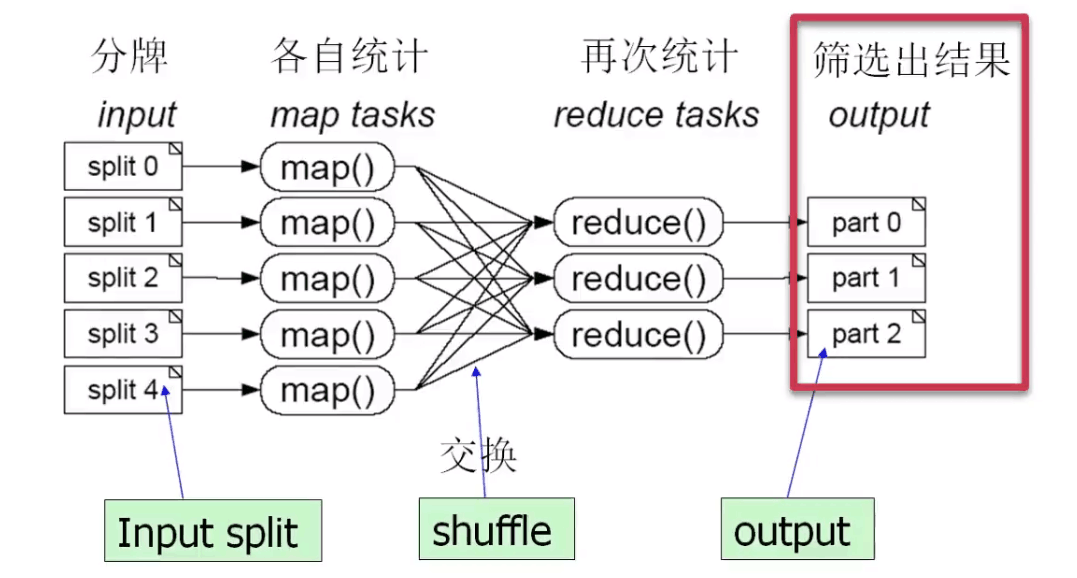 分牌 各自统计 再次统计 筛选出结果
input map tasks reduce tasks output
split 0 map()
split 1 map() reduce() part 0
split 2 map() reduce() part 1
split 3 map() reduce() part 2
split 4 map()
交换
Input split shuffle output